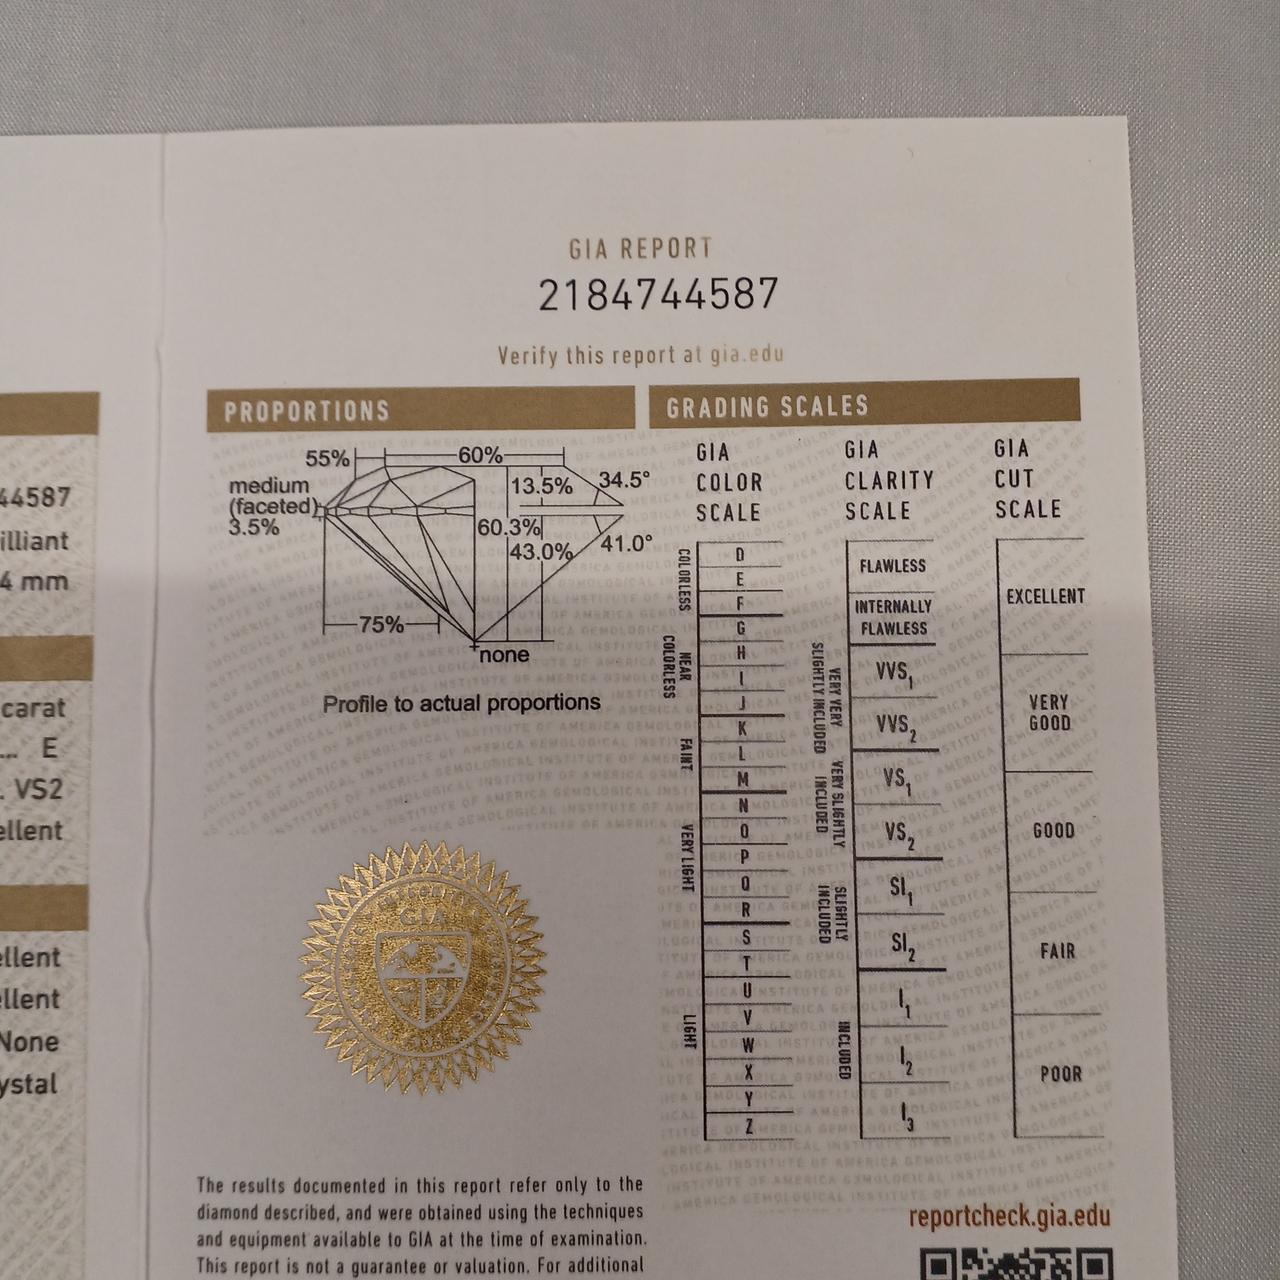 44587
illiant
4 mm
carat
... E
. VS2
ellent
ellent
ellent
None
ystal
GIA REPORT
2184744587
Verify this report at gia.edu
PROPORTIONS
55%
60%
medium
(faceted)
3.5%
13.5%
34.5°
60.3%
43.0%
41.0°
75%
none
Profile to actual proportions
GIA
The results documented in this report refer only to the
diamond described, and were obtained using the techniques
and equipment available to GIA at the time of examination.
This report is not a guarantee or valuation. For additional
GRADING SCALES
GIA
COLOR
SCALE
COLORLESS
D
E
F
NEAR
COLORLESS
G
H
I
J
FAINT
K
L
M
VERY LIGHT
N
O
P
Q
R
LIGHT
S
T
U
V
W
X
Y
Z
GIA
CLARITY
SCALE
FLAWLESS
INTERNALLY
FLAWLESS
VERY VERY
SLIGHTLY INCLUDED
VVS1
VVS2
VERY SLIGHTLY
INCLUDED
VS1
VS2
SLIGHTLY
INCLUDED
SI1
SI2
INCLUDED
I1
I2
I3
GIA
CUT
SCALE
EXCELLENT
VERY
GOOD
GOOD
FAIR
POOR
reportcheck.gia.edu